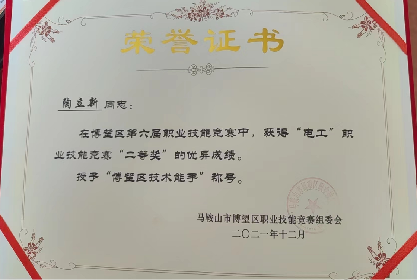 荣誉证书
陶益新 同志：
在博望区第六届职业技能竞赛中，获得“电工”职
业技能竞赛“二等奖”的优异成绩。
授予“博望区技术能手”称号。
马鞍山市博望区职业技能竞赛组委会
二〇二一年十二月